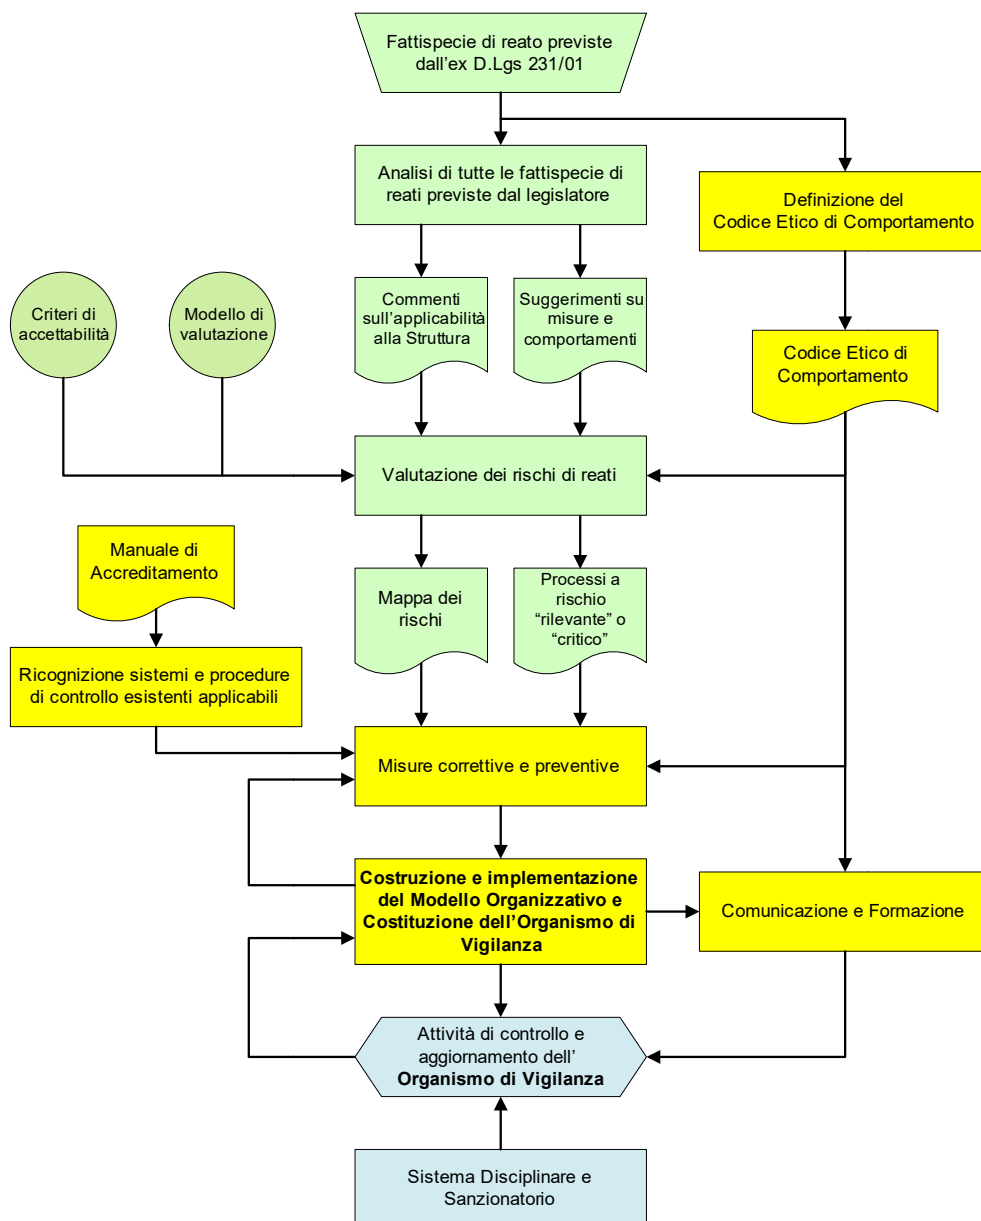 Fattispecie di reato previste
dall'ex D.Lgs 231/01
Analisi di tutte le fattispecie di
reati previste dal legislatore
Definizione del
Codice Etico di Comportamento
Criteri di
accettabilità
Modello di
valutazione
Commenti
sull'applicabilità
alla Struttura
Suggerimenti su
misure e
comportamenti
Codice Etico di
Comportamento
Valutazione dei rischi di reati
Manuale di
Accreditamento
Mappa dei
rischi
Processi a
rischio
“rilevante” o
“critico”
Ricognizione sistemi e procedure
di controllo esistenti applicabili
Misure correttive e preventive
Costruzione e implementazione
del Modello Organizzativo e
Costituzione dell'Organismo di
Vigilanza
Comunicazione e Formazione
Attività di controllo e
aggiornamento dell'
Organismo di Vigilanza
Sistema Disciplinare e
Sanzionatorio